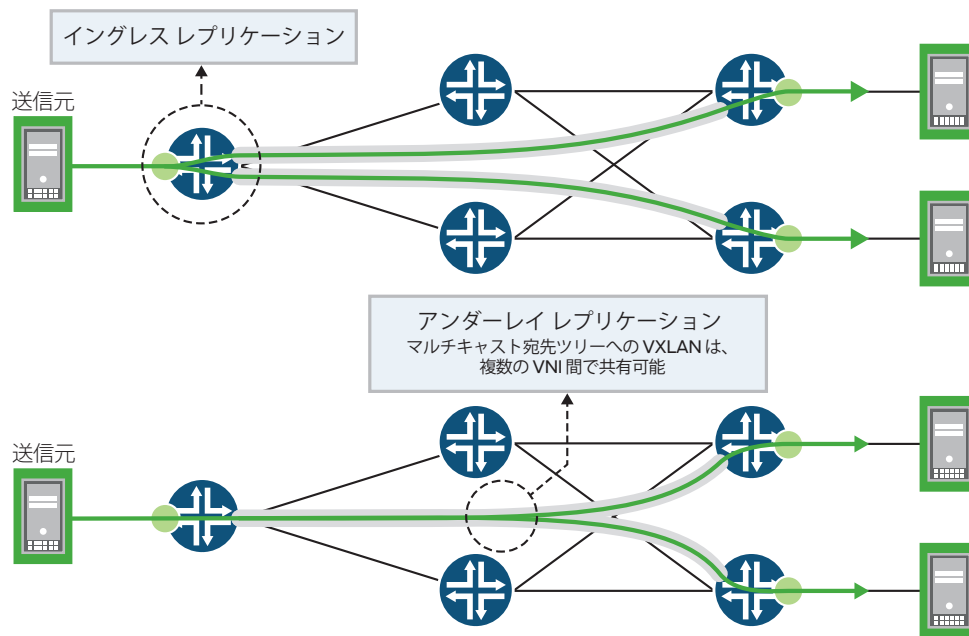 イングレス レプリケーション
送信元
アンダーレイ レプリケーション
マルチキャスト宛先ツリーへの VXLAN は、
複数の VNI 間で共有可能
送信元